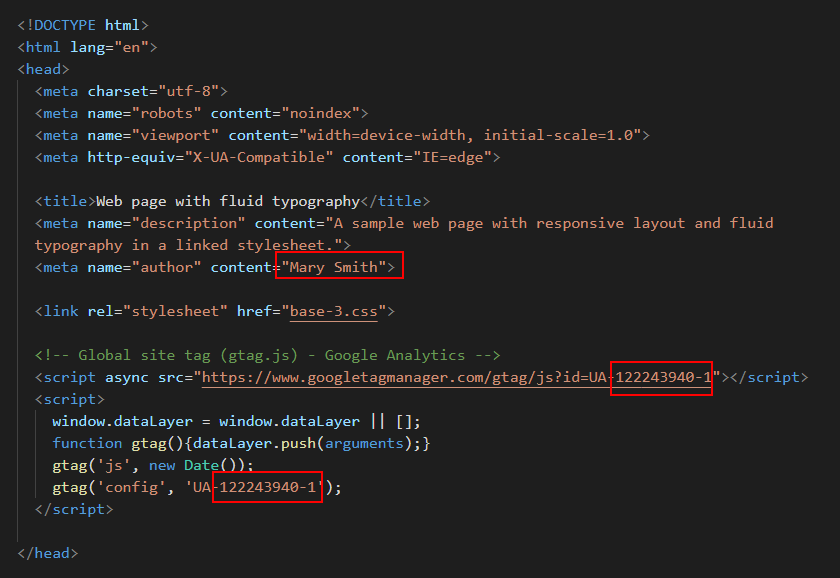 <!DOCTYPE html>
<html lang="en">
<head>
<meta charset="utf-8">
<meta name="robots" content="noindex">
<meta name="viewport" content="width=device-width, initial-scale=1.0">
<meta http-equiv="X-UA-Compatible" content="IE=edge">
<title>Web page with fluid typography</title>
<meta name="description" content="A sample web page with responsive layout and fluid
typography in a linked stylesheet.">
<meta name="author" content="Mary Smith">
<link rel="stylesheet" href="base-3.css">
<!-- Global site tag (gtag.js) - Google Analytics -->
<script async src="https://www.googletagmanager.com/gtag/js?id=UA-122243940-1"></script>
<script>
window.dataLayer = window.dataLayer || [];
function gtag(){dataLayer.push(arguments);}
gtag('js', new Date());
gtag('config', 'UA-122243940-1');
</script>
</head>